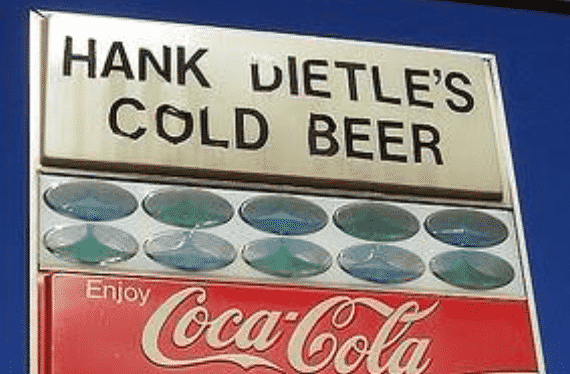 HANK DIETLE'S
COLD BEER
Enjoy
Coca-Cola